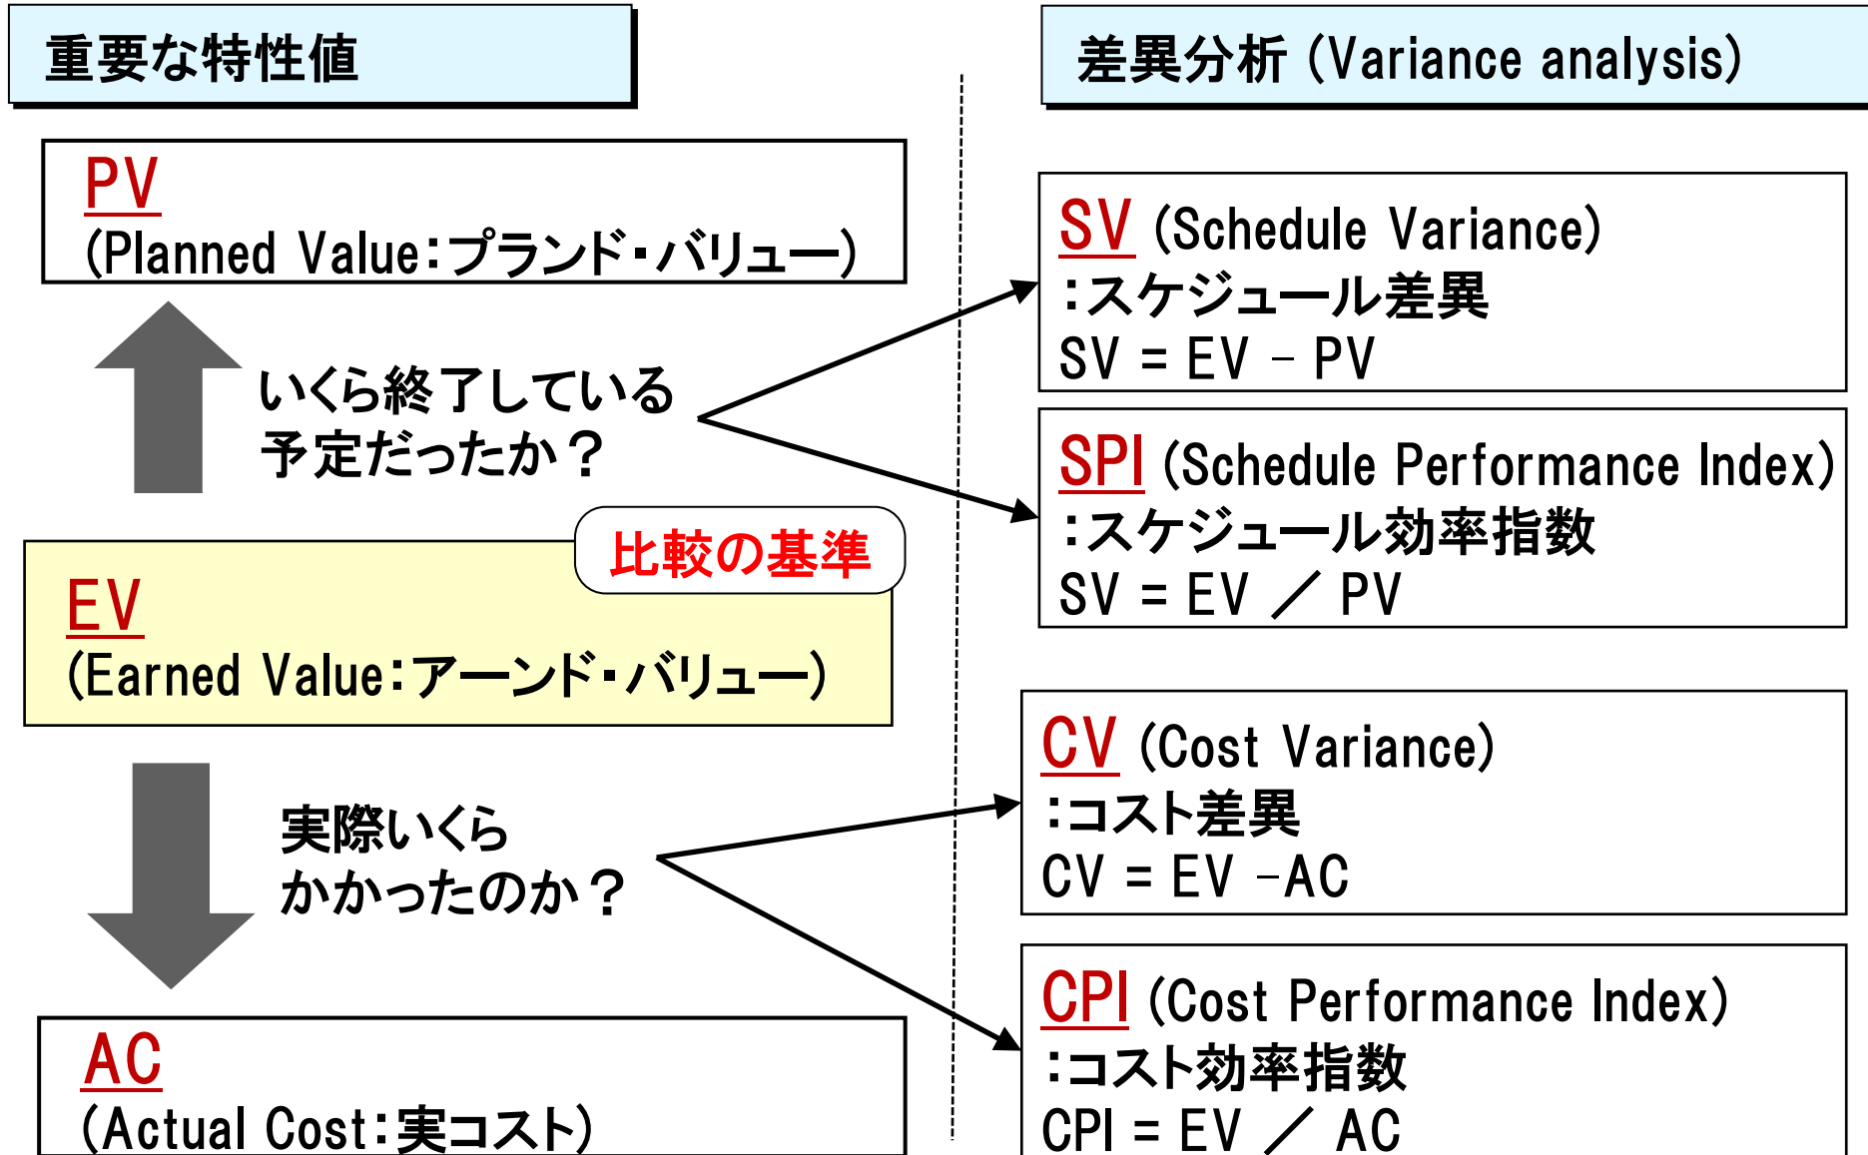 重要な特性値
PV
(Planned Value:プランド・バリュー)
いくら終了している
予定だったか？
比較の基準
EV
(Earned Value:アーンド・バリュー)
実際いくら
かかったのか？
AC
(Actual Cost:実コスト)
差異分析 (Variance analysis)
SV (Schedule Variance)
:スケジュール差異
SV = EV － PV
SPI (Schedule Performance Index)
:スケジュール効率指数
SV = EV ／ PV
CV (Cost Variance)
:コスト差異
CV = EV －AC
CPI (Cost Performance Index)
:コスト効率指数
CPI = EV ／ AC